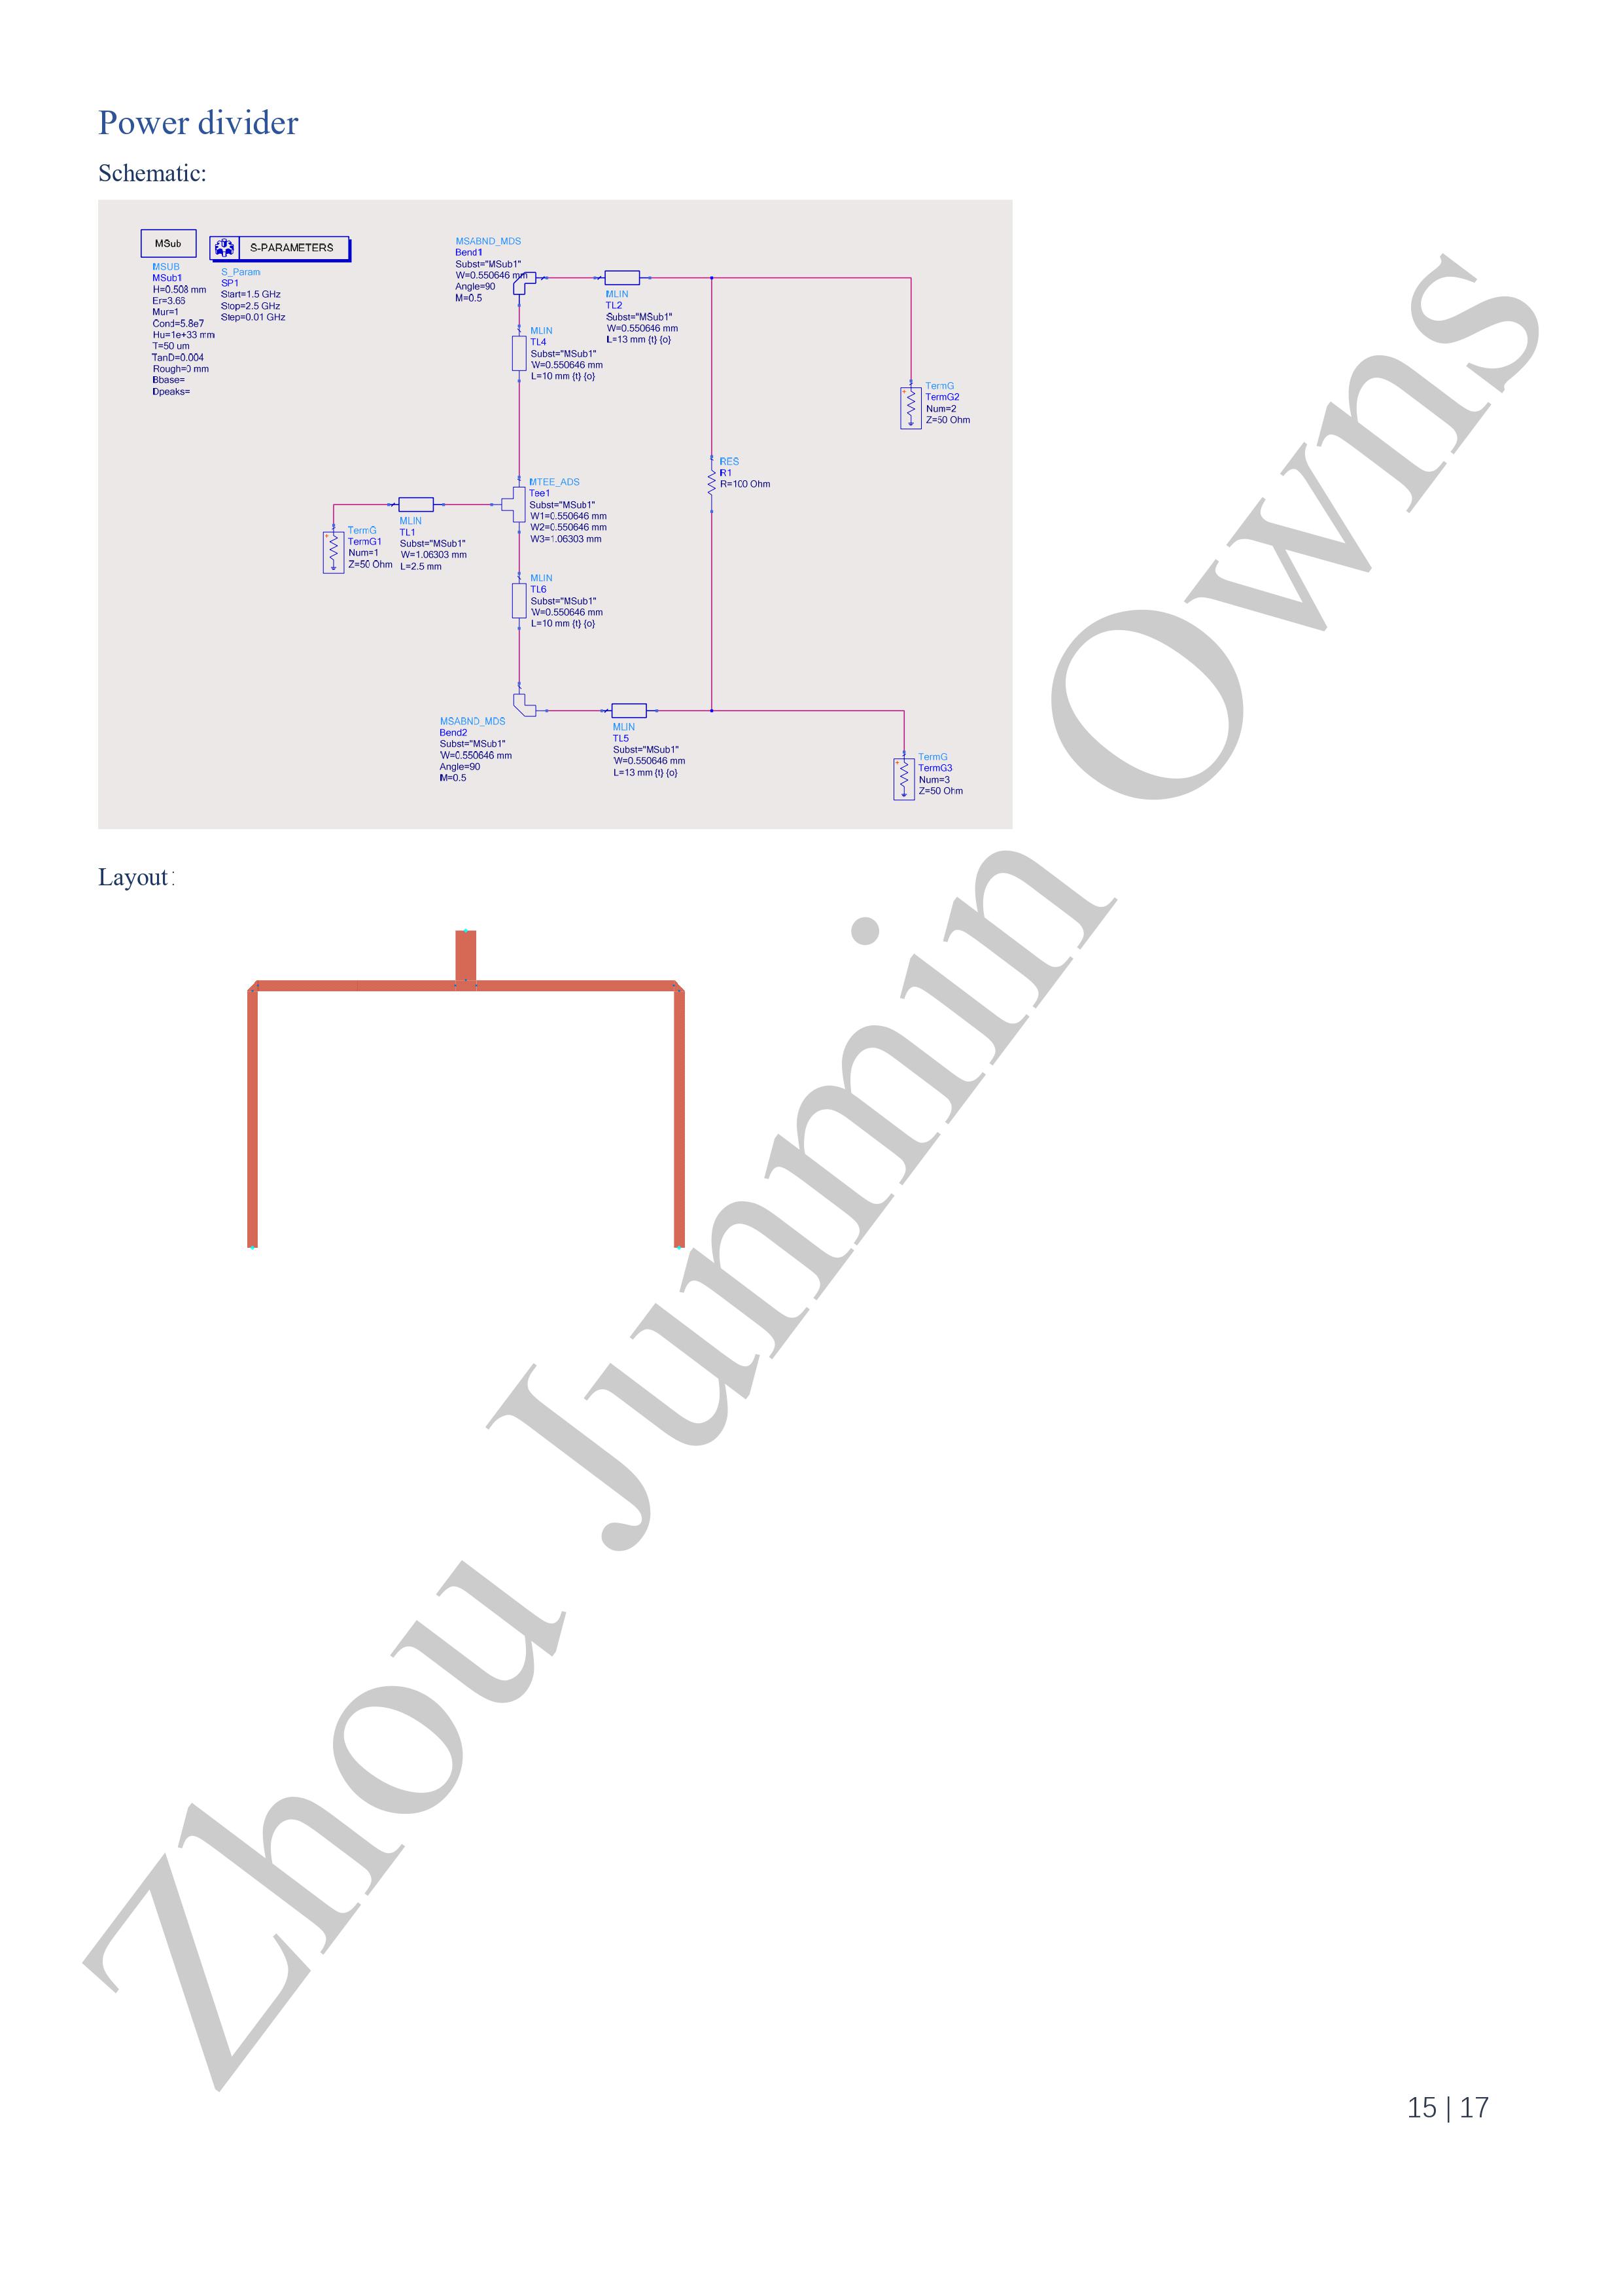 Power divider
Schematic:
MSub
S-PARAMETERS
MSUB
MSub1
H=0.508 mm
Er=3.66
Mur=1
Cond=5.8e7
Hu=1e+33 mm
T=50 um
TanD=0.004
Rough=0 mm
Bbase=
Dpeaks=
S_Param
SP1
Start=1.5 GHz
Stop=2.5 GHz
Step=0.01 GHz
MSABND_MDS
Bend1
Subst="MSub1"
W=0.550646 mm
Angle=90
M=0.5
MLIN
TL2
Subst="MSub1"
W=0.550646 mm
L=13 mm {t} {o}
MLIN
TL4
Subst="MSub1"
W=0.550646 mm
L=10 mm {t} {o}
TermG
TermG2
Num=2
Z=50 Ohm
RES
R1
R=100 Ohm
MTEE_ADS
Tee1
Subst="MSub1"
W1=0.550646 mm
W2=0.550646 mm
W3=1.06303 mm
TermG
TermG1
Num=1
Z=50 Ohm
MLIN
TL1
Subst="MSub1"
W=1.06303 mm
L=2.5 mm
MLIN
TL6
Subst="MSub1"
W=0.550646 mm
L=10 mm {t} {o}
MSABND_MDS
Bend2
Subst="MSub1"
W=0.550646 mm
Angle=90
M=0.5
MLIN
TL5
Subst="MSub1"
W=0.550646 mm
L=13 mm {t} {o}
TermG
TermG3
Num=3
Z=50 Ohm
Layout:
Zhou Junmin Owns
15 | 17